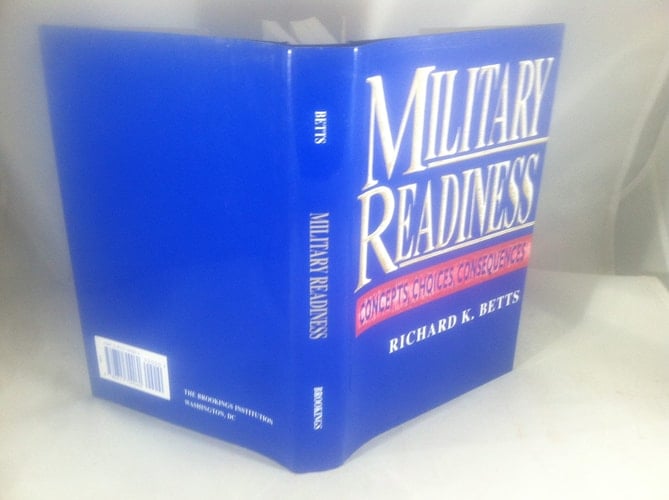 MILITARY
READINESS
CONCEPTS, CHOICES, CONSEQUENCES
RICHARD K. BETTS
BETTS
MILITARY READINESS
BROOKINGS
THE BROOKINGS INSTITUTION
WASHINGTON, DC